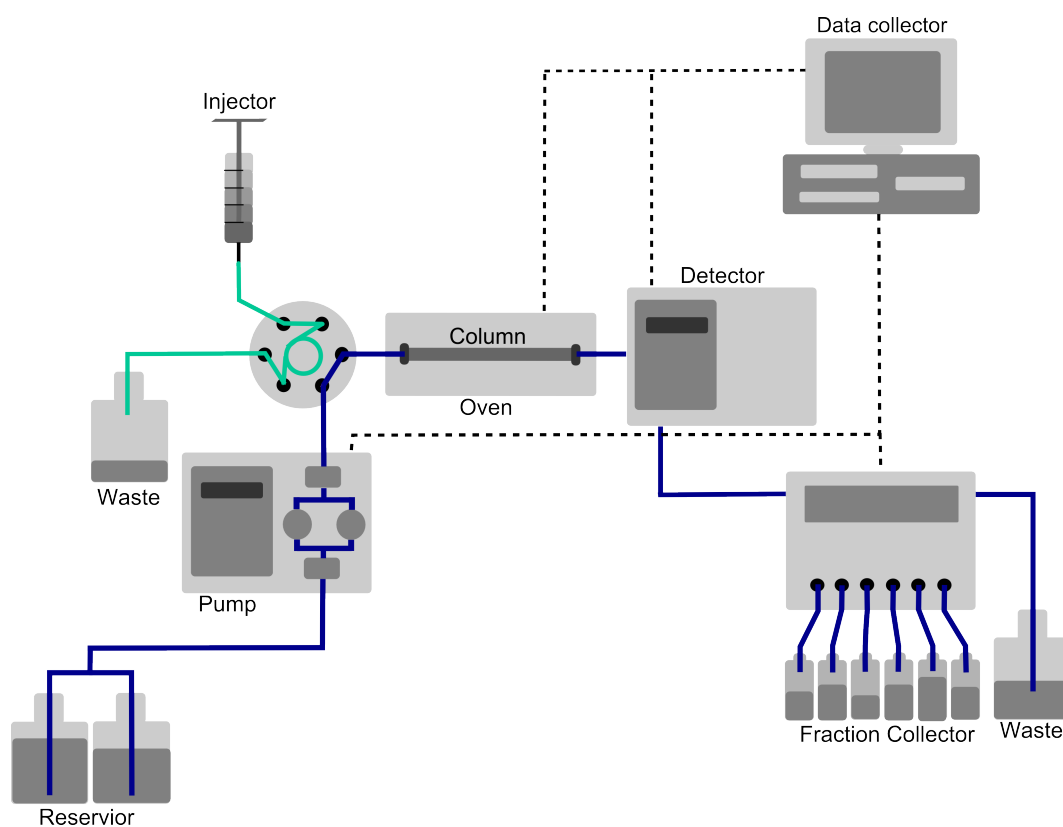 Data collector
Injector
Detector
Column
Oven
Waste
Pump
Fraction Collector
Waste
Reservior